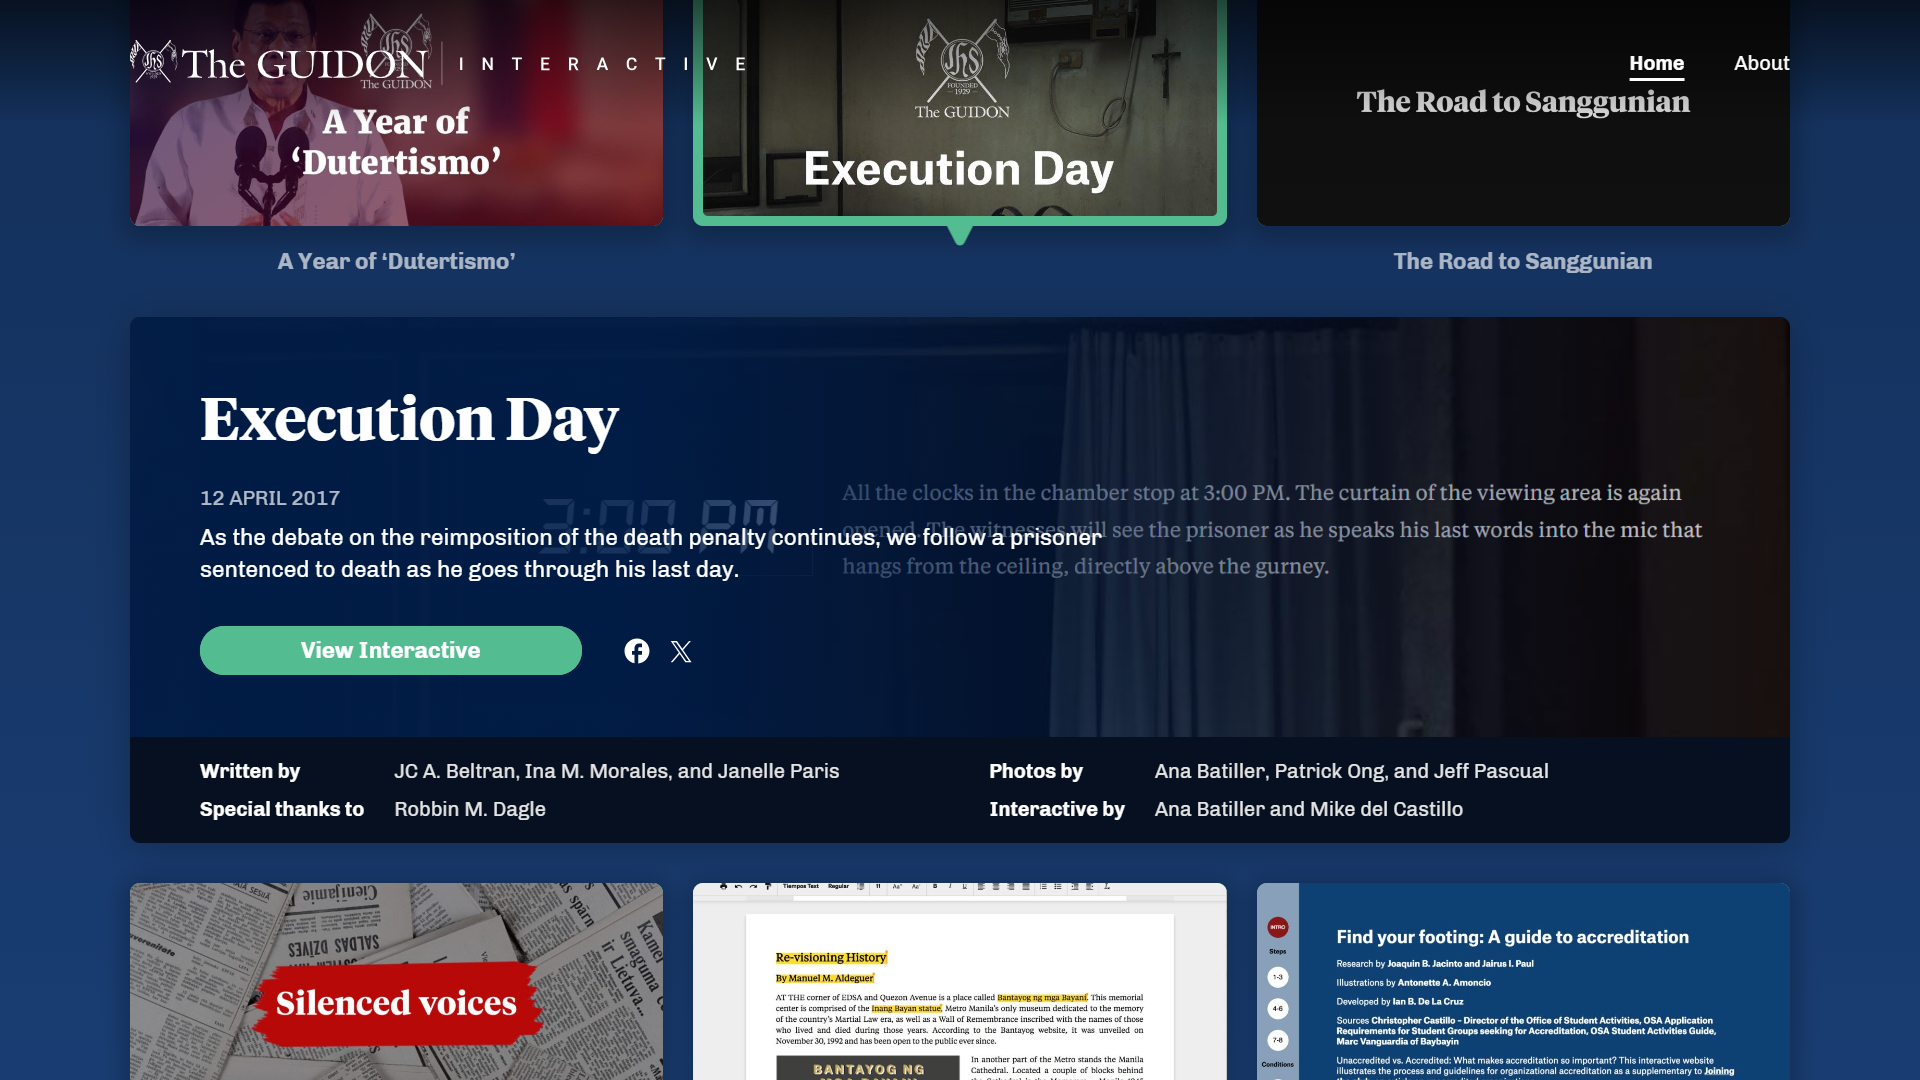 The GUIDON
INTERACTIVE
Home
About
The GUIDON
A Year of
‘Dutertismo’
FOUNDED
1929
The GUIDON
Execution Day
The Road to Sanggunian
A Year of ‘Dutertismo’
The Road to Sanggunian
Execution Day
12 APRIL 2017
As the debate on the reimposition of the death penalty continues, we follow a prisoner
sentenced to death as he goes through his last day.
3:00 PM
All the clocks in the chamber stop at 3:00 PM. The curtain of the viewing area is again
opened. The witnesses will see the prisoner as he speaks his last words into the mic that
hangs from the ceiling, directly above the gurney.
View Interactive
Written by
JC A. Beltran, Ina M. Morales, and Janelle Paris
Special thanks to
Robbin M. Dagle
Photos by
Ana Batiller, Patrick Ong, and Jeff Pascual
Interactive by
Ana Batiller and Mike del Castillo
Cienījamie
SALDAS DZĪVES
Silenced voices
Tiempos Text
Regular
11
Re-visioning History
By Manuel M. Aldeguer
AT THE corner of EDSA and Quezon Avenue is a place called Bantayog ng mga Bayani. This memorial
center is comprised of the Inang Bayan statue, Metro Manila's only museum dedicated to the memory
of the country's Martial Law era, as well as a Wall of Remembrance inscribed with the names of those
who lived and died during those years. According to the Bantayog website, it was unveiled on
November 30, 1992 and has been open to the public ever since.
BANTAYOG NG
In another part of the Metro stands the Manila
Cathedral. Located a couple of blocks behind
INTRO
Steps
1-3
4-6
7-8
Conditions
Find your footing: A guide to accreditation
Research by Joaquin B. Jacinto and Jairus I. Paul
Illustrations by Antonette A. Amoncio
Developed by Ian B. De La Cruz
Sources Christopher Castillo – Director of the Office of Student Activities, OSA Application
Requirements for Student Groups seeking for Accreditation, OSA Student Activities Guide,
Marc Vanguardia of Baybayin
Unaccredited vs. Accredited: What makes accreditation so important? This interactive website
illustrates the process and guidelines for organizational accreditation as a supplementary to Joining